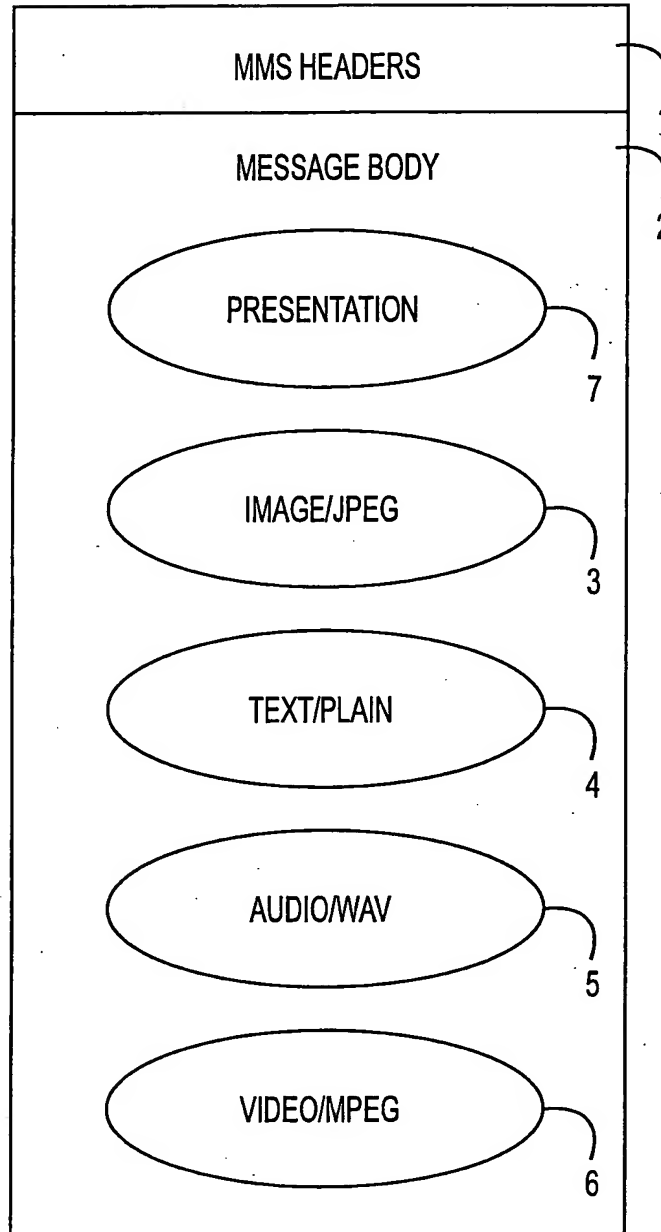 MMS HEADERS
MESSAGE BODY
2
PRESENTATION
7
IMAGE/JPEG
3
TEXT/PLAIN
4
AUDIO/WAV
5
VIDEO/MPEG
6